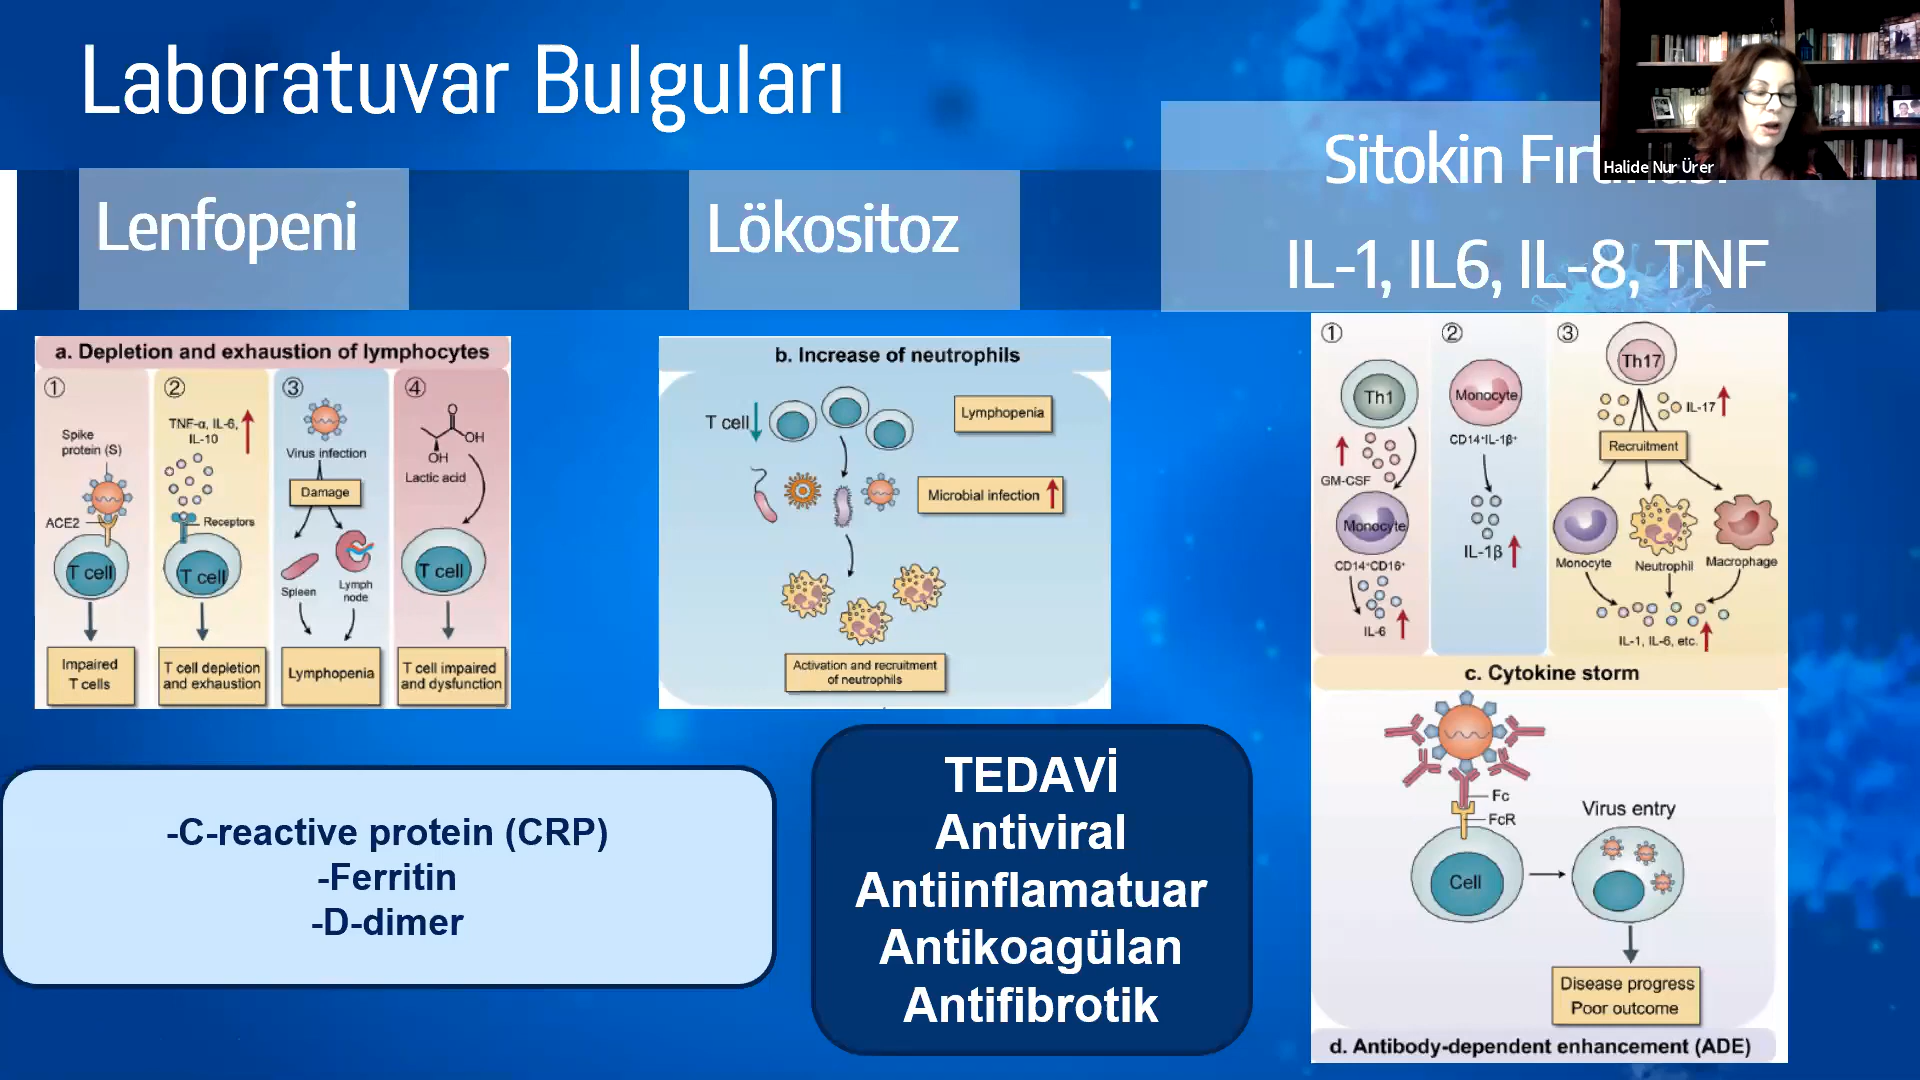 Laboratuvar Bulguları
Halide Nur Ürer
Lenfopeni
Lökositoz
Sitokin
IL-1, IL6, IL-8, TNF
a. Depletion and exhaustion of lymphocytes
①
Spike
protein (S)
ACE2
T cell
Impaired
T cells
②
TNF-α, IL-6,
IL-10
Receptors
T cell
T cell depletion
and exhaustion
③
Virus infection
Damage
Spleen
Lymph
node
Lymphopenia
④
O
OH
OH
Lactic acid
T cell
T cell impaired
and dysfunction
b. Increase of neutrophils
T cell
Lymphopenia
Microbial infection
Activation and recruitment
of neutrophils
①
Th1
GM-CSF
Monocyte
CD14⁺CD16⁺
IL-6
②
Monocyte
CD14⁺IL-1β⁺
IL-1β
③
Th17
IL-17
Recruitment
Monocyte
Neutrophil
Macrophage
IL-1, IL-6, etc.
c. Cytokine storm
Fc
FcR
Cell
Virus entry
Disease progress
Poor outcome
d. Antibody-dependent enhancement (ADE)
-C-reactive protein (CRP)
-Ferritin
-D-dimer
TEDAVİ
Antiviral
Antiinflamatuar
Antikoagülan
Antifibrotik